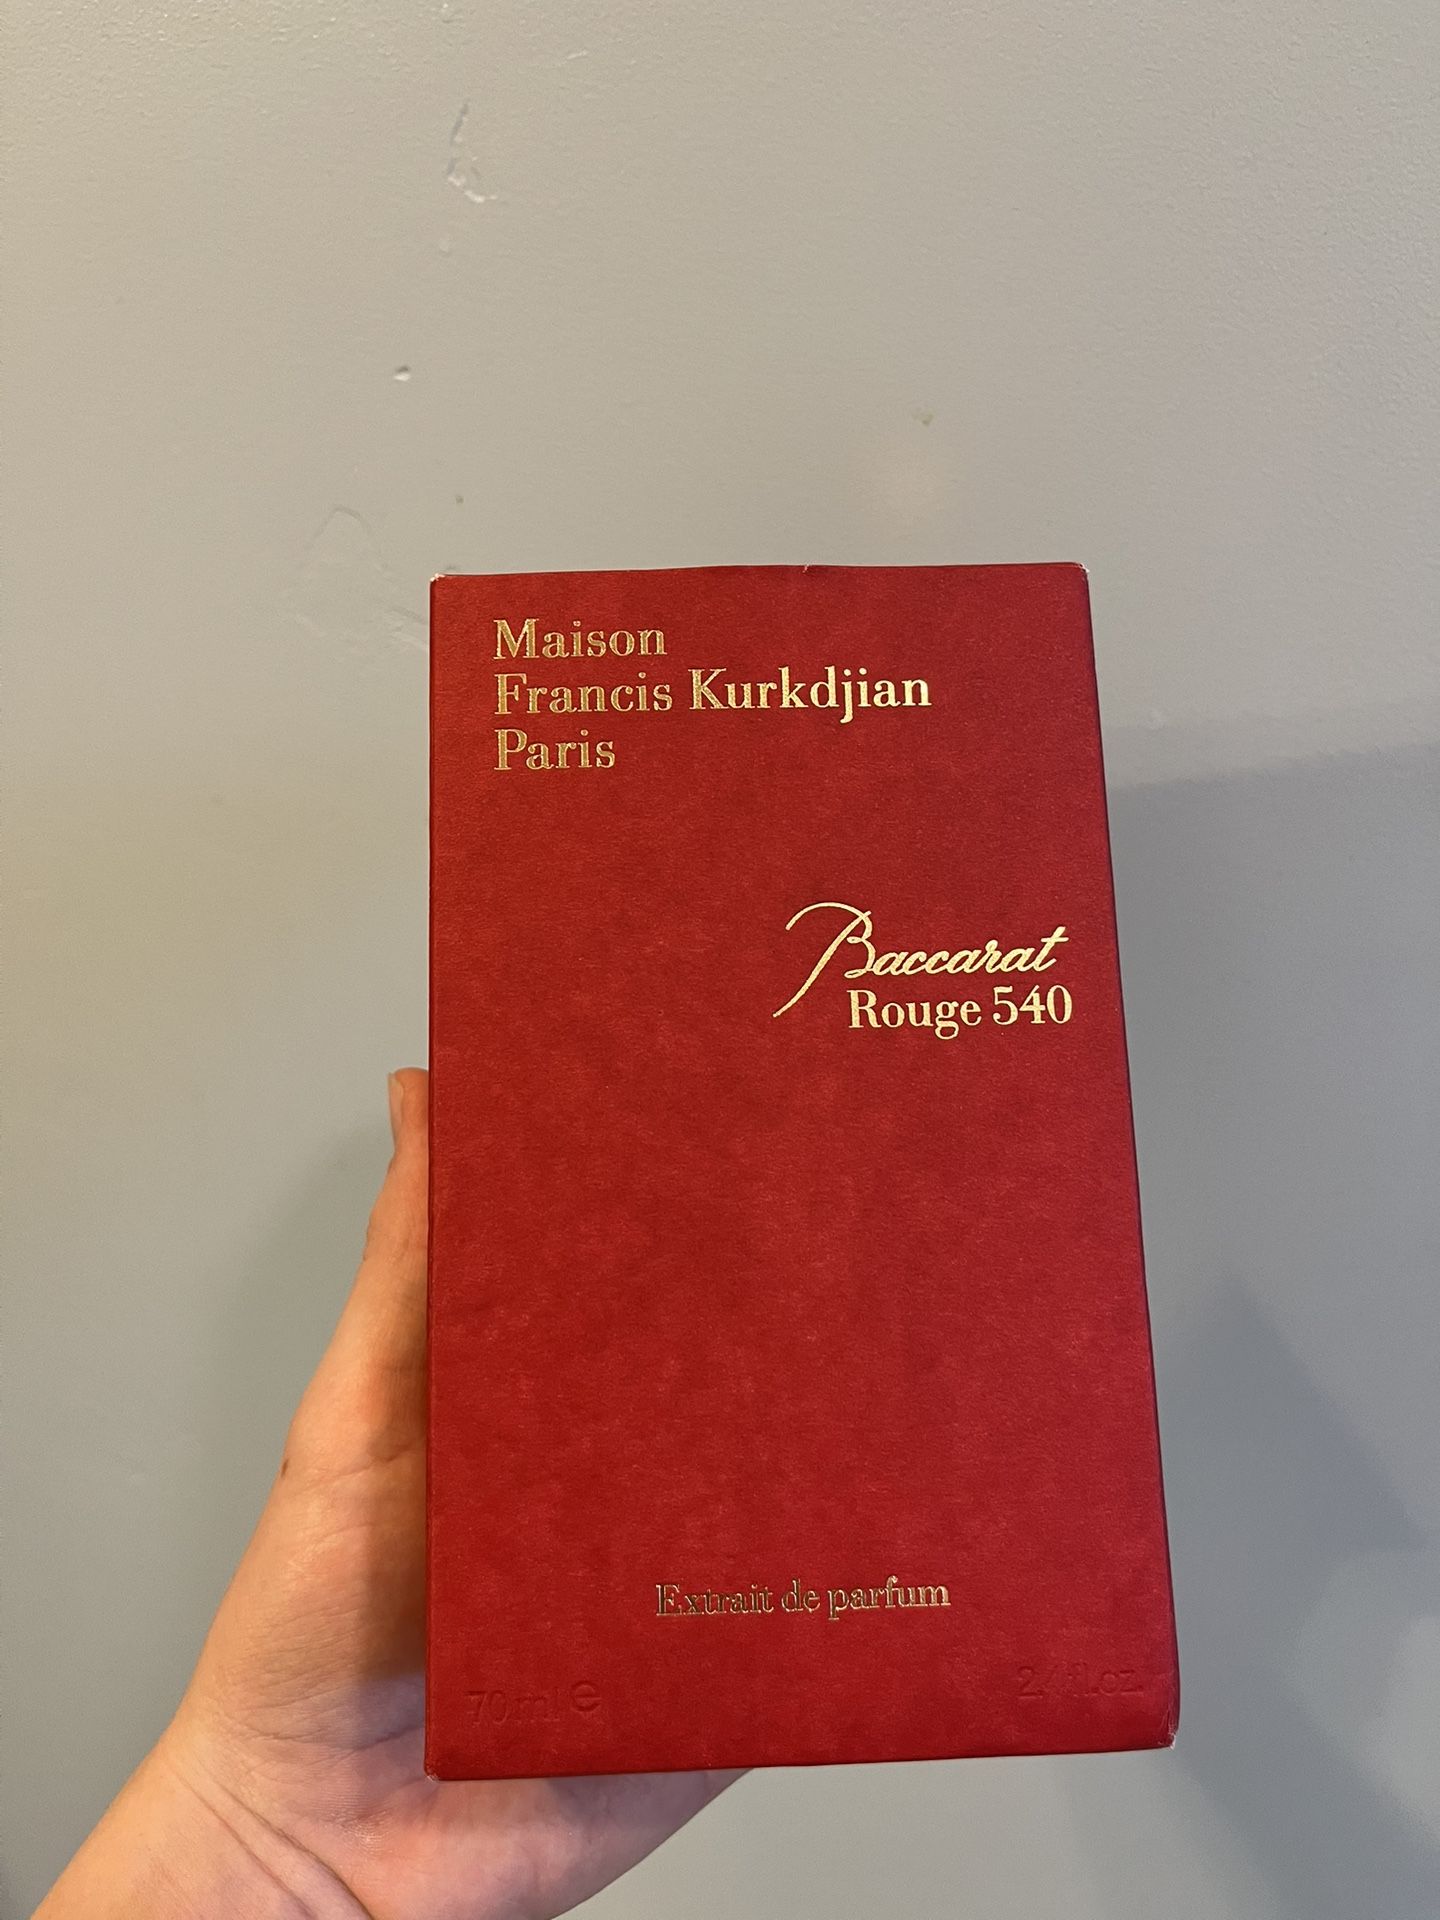 Maison
Francis Kurkdjian
Paris
Baccarat
Rouge 540
Extrait de parfum
70 ml e 2.4 fl.oz.